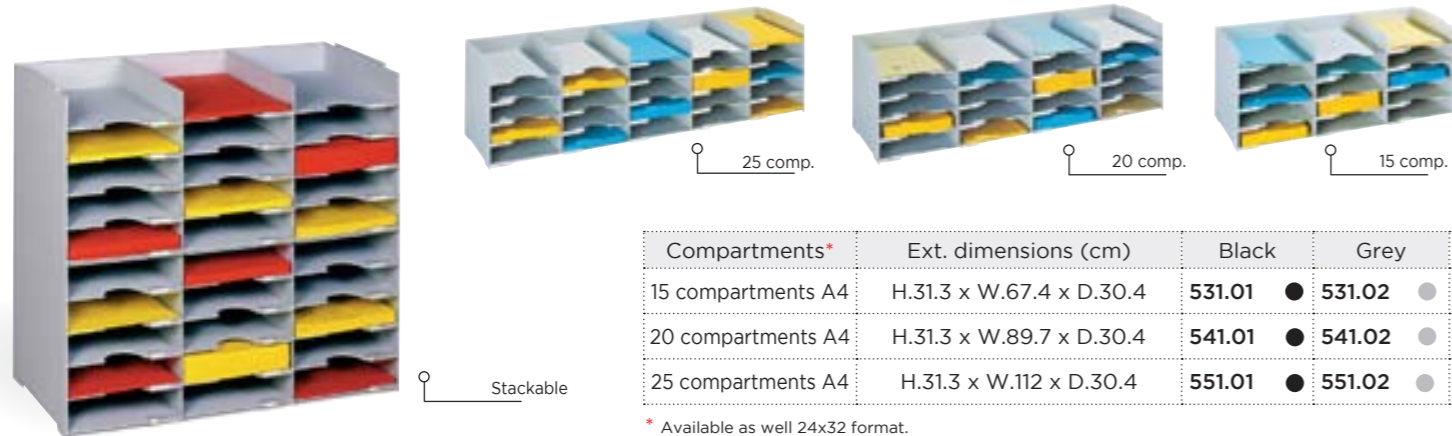 25 comp.
20 comp.
15 comp.
Stackable
Compartments* Ext. dimensions (cm) Black Grey
15 compartments A4 H.31.3 x W.67.4 x D.30.4 531.01 531.02
20 compartments A4 H.31.3 x W.89.7 x D.30.4 541.01 541.02
25 compartments A4 H.31.3 x W.112 x D.30.4 551.01 551.02
* Available as well 24x32 format.